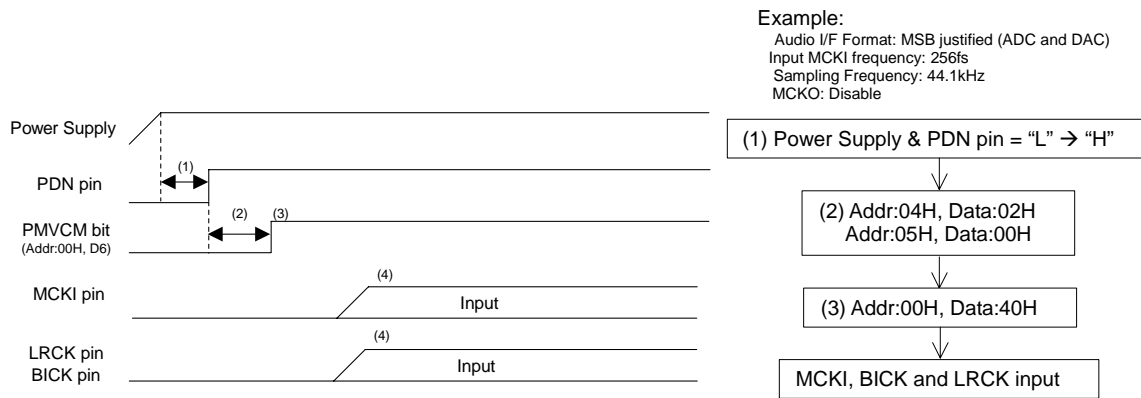 Example:
Audio I/F Format: MSB justified (ADC and DAC)
Input MCKI frequency: 256fs
Sampling Frequency: 44.1kHz
MCKO: Disable
Power Supply
(1)
PDN pin
(2)
(3)
PMVCM bit
(Addr:00H, D6)
(4)
MCKI pin
Input
(4)
LRCK pin
BICK pin
Input
(1) Power Supply & PDN pin = “L” → “H”
(2) Addr:04H, Data:02H
Addr:05H, Data:00H
(3) Addr:00H, Data:40H
MCKI, BICK and LRCK input